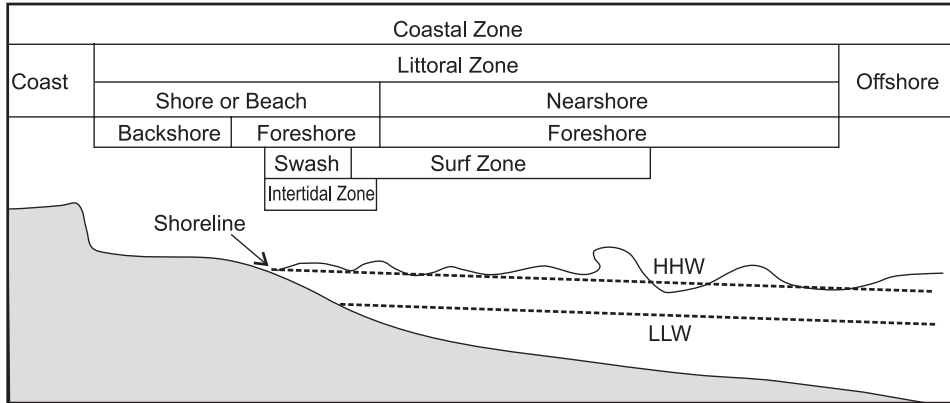 Coastal Zone
Coast
Littoral Zone
Offshore
Shore or Beach
Nearshore
Backshore
Foreshore
Foreshore
Swash
Surf Zone
Intertidal Zone
Shoreline
HHW
LLW